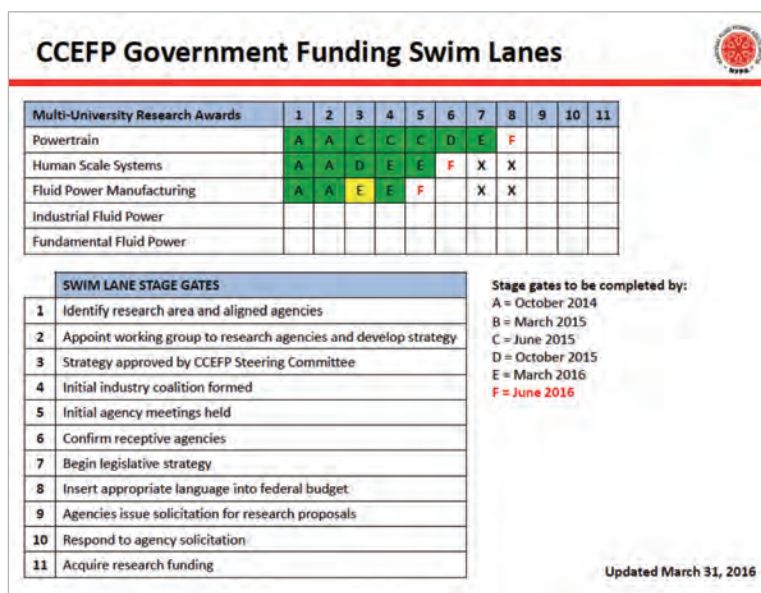 CCEFP Government Funding Swim Lanes
NFPA
Multi-University Research Awards 1 2 3 4 5 6 7 8 9 10 11
Powertrain A A C C C D E F
Human Scale Systems A A D E E F X X
Fluid Power Manufacturing A A E E F X X
Industrial Fluid Power
Fundamental Fluid Power
SWIM LANE STAGE GATES
1 Identify research area and aligned agencies
2 Appoint working group to research agencies and develop strategy
3 Strategy approved by CCEFP Steering Committee
4 Initial industry coalition formed
5 Initial agency meetings held
6 Confirm receptive agencies
7 Begin legislative strategy
8 Insert appropriate language into federal budget
9 Agencies issue solicitation for research proposals
10 Respond to agency solicitation
11 Acquire research funding
Stage gates to be completed by:
A = October 2014
B = March 2015
C = June 2015
D = October 2015
E = March 2016
F = June 2016
Updated March 31, 2016